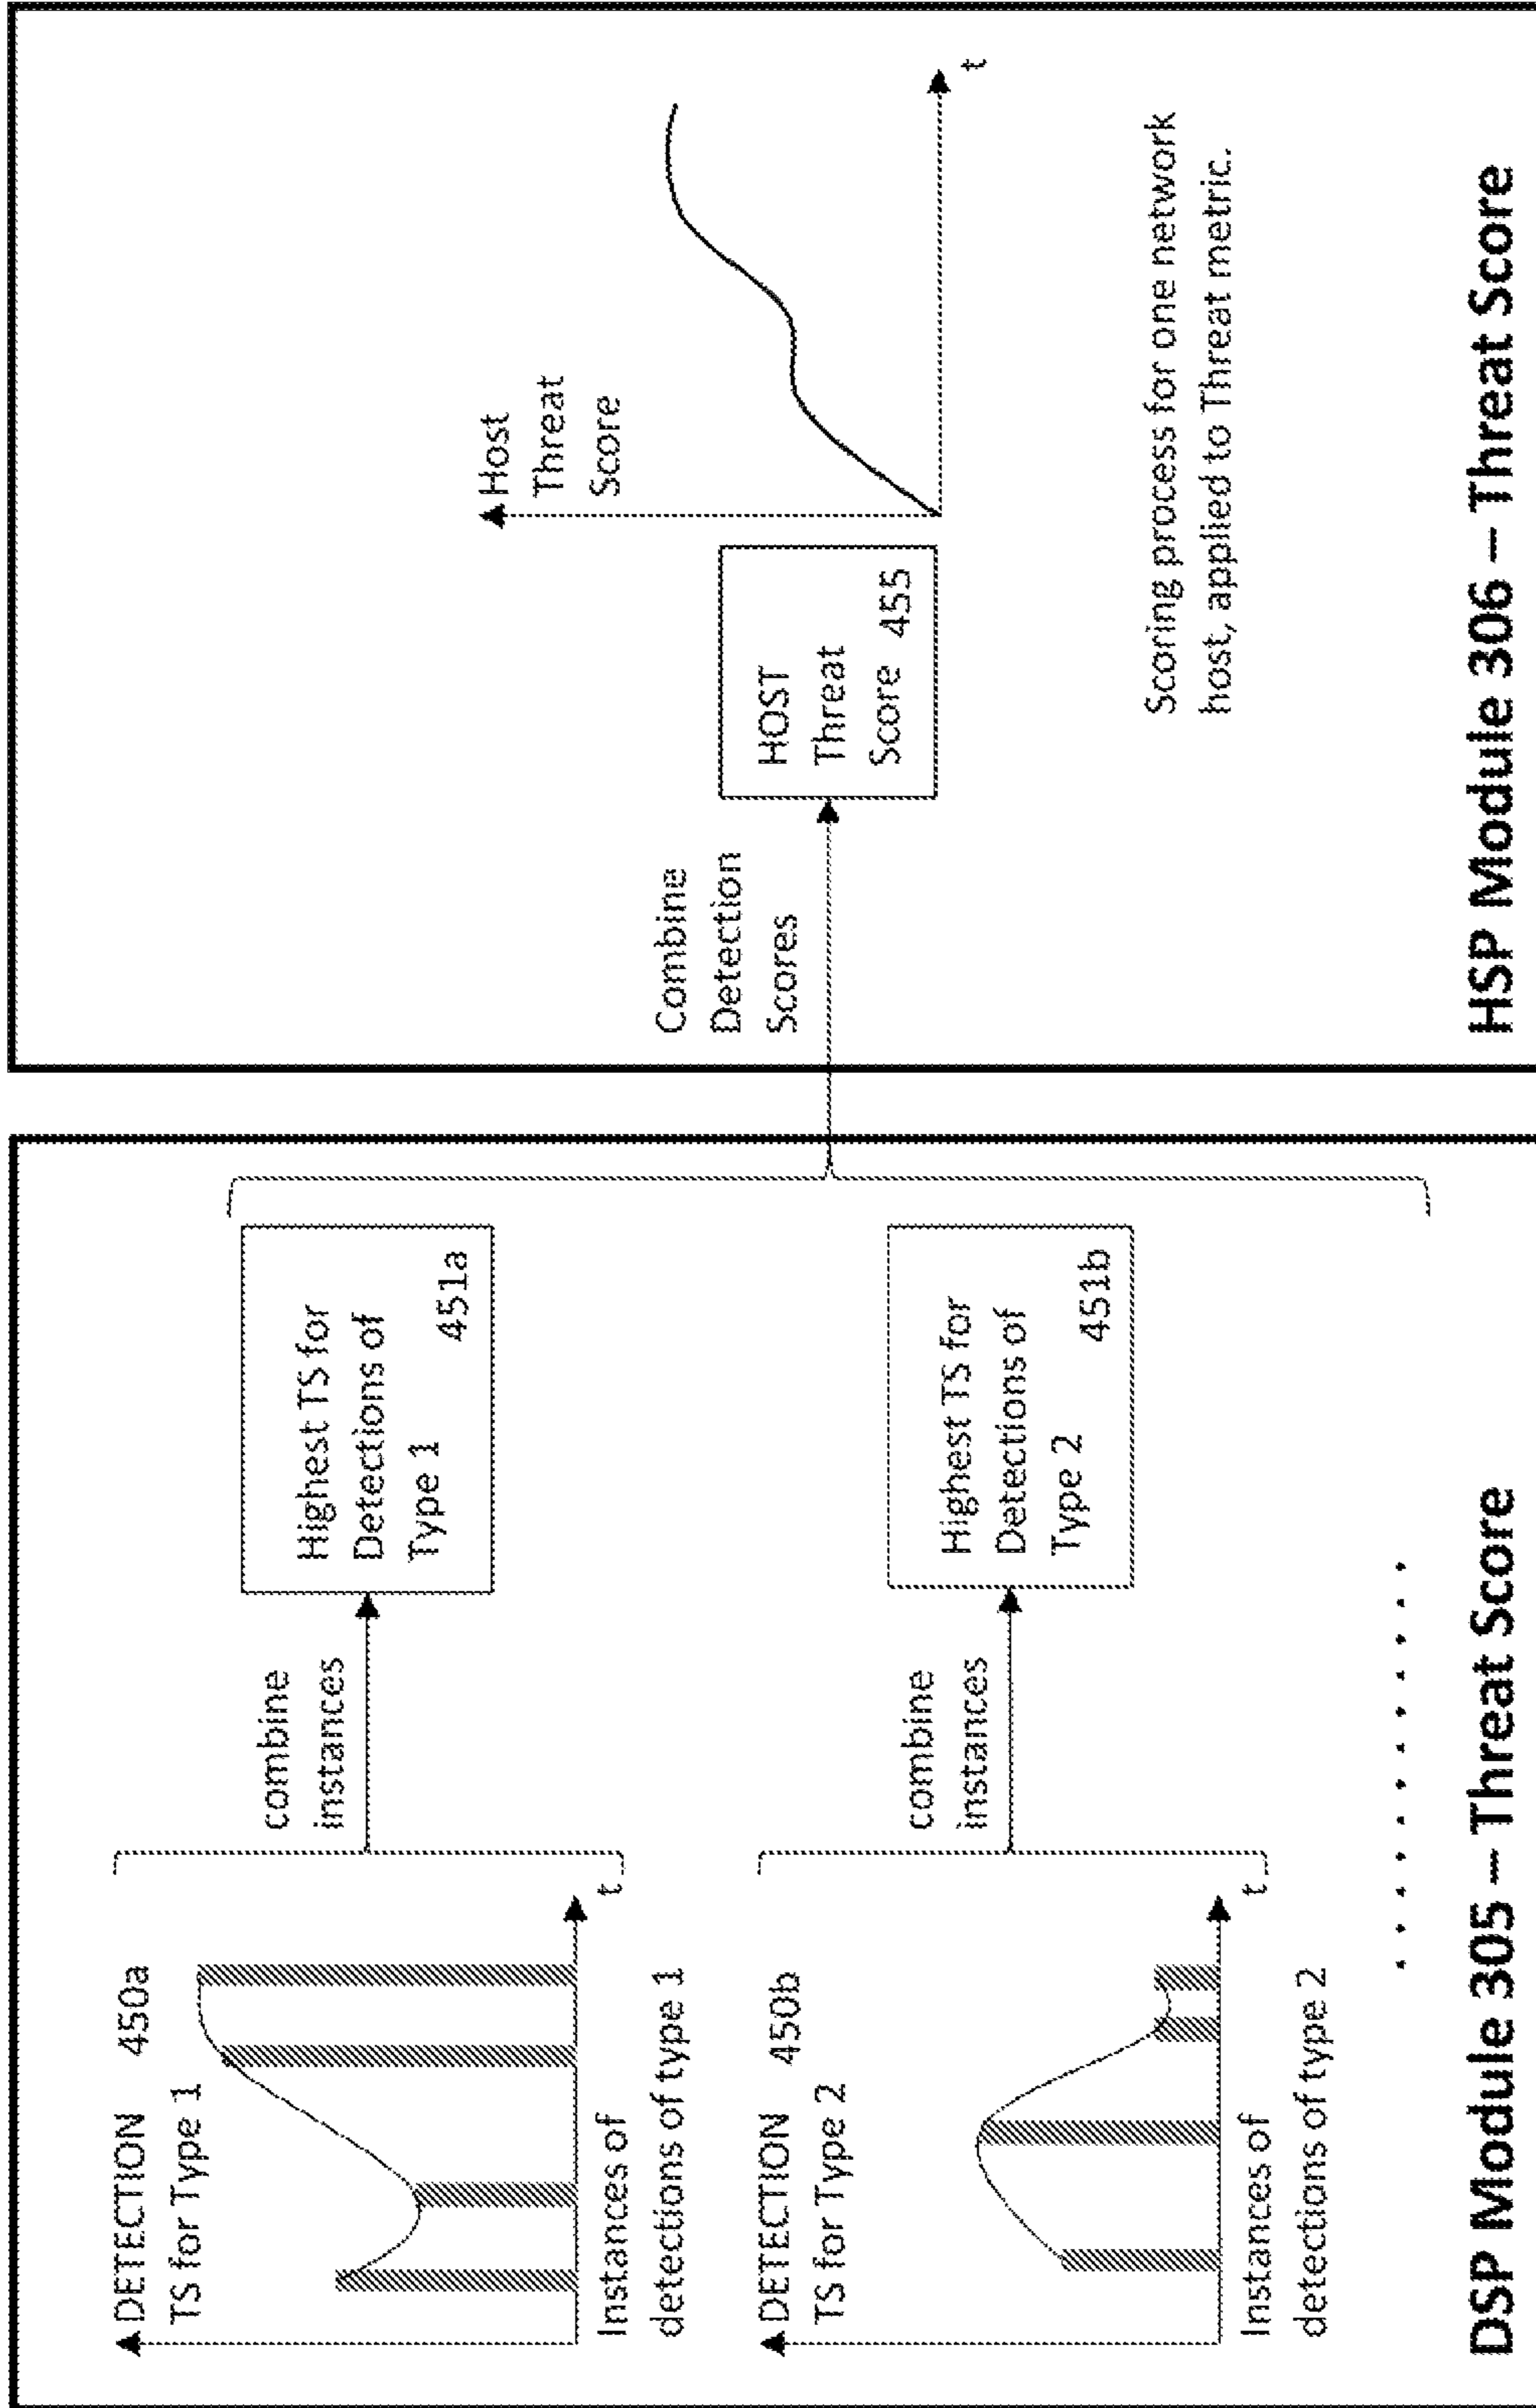 DETECTION 450a
TS for Type 1
t
Instances of
detections of type 1
combine
instances
Highest TS for
Detections of
Type 1
451a
DETECTION 450b
TS for Type 2
t
Instances of
detections of type 2
combine
instances
Highest TS for
Detections of
Type 2
451b
DSP Module 305 – Threat Score
Combine
Detection
Scores
HOST
Threat
Score 455
Host
Threat
Score
t
Scoring process for one network
host, applied to Threat metric.
HSP Module 306 – Threat Score